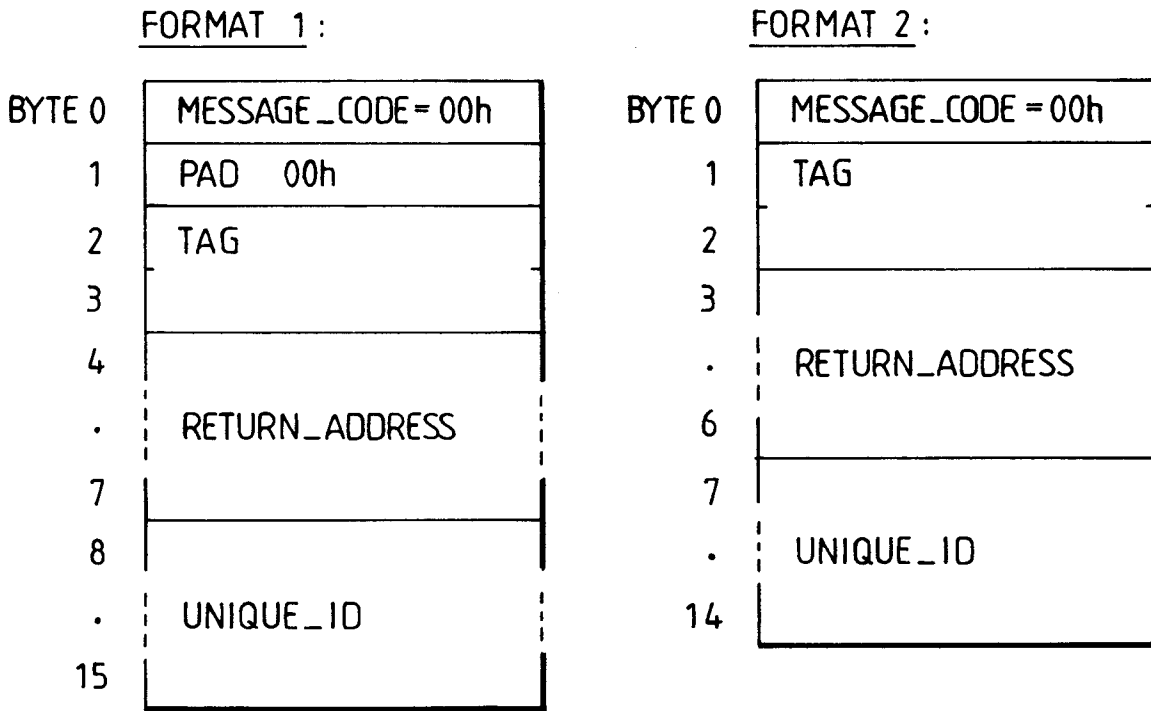 FORMAT 1:
BYTE 0 MESSAGE_CODE=00h
1 PAD 00h
2 TAG
3
4
. RETURN_ADDRESS
7
8
. UNIQUE_ID
15
FORMAT 2:
BYTE 0 MESSAGE_CODE=00h
1 TAG
2
3
. RETURN_ADDRESS
6
7
. UNIQUE_ID
14